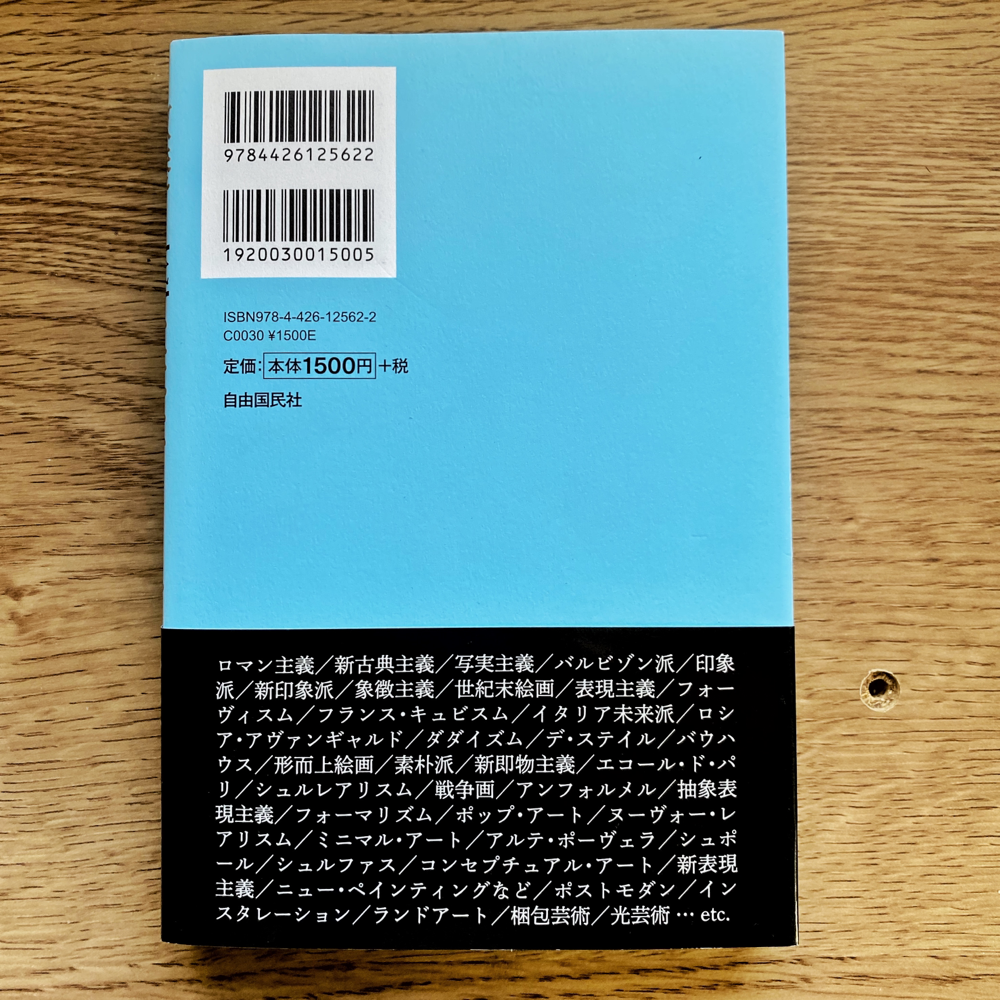 9784426125622
1920030015005
ISBN978-4-426-12562-2
C0030 ¥1500E
定価：本体1500円＋税
自由国民社
ロマン主義／新古典主義／写実主義／バルビゾン派／印象
派／新印象派／象徴主義／世紀末絵画／表現主義／フォー
ヴィスム／フランス・キュビスム／イタリア未来派／ロシ
ア・アヴァンギャルド／ダダイズム／デ・ステイル／バウハ
ウス／形而上絵画／素朴派／新即物主義／エコール・ド・パ
リ／シュルレアリスム／戦争画／アンフォルメル／抽象表
現主義／フォーマリズム／ポップ・アート／ヌーヴォー・レ
アリスム／ミニマル・アート／アルテ・ポーヴェラ／シュポ
ール／シュルファス／コンセプチュアル・アート／新表現
主義／ニュー・ペインティングなど／ポストモダン／イン
スタレーション／ランドアート／梱包芸術／光芸術 … etc.